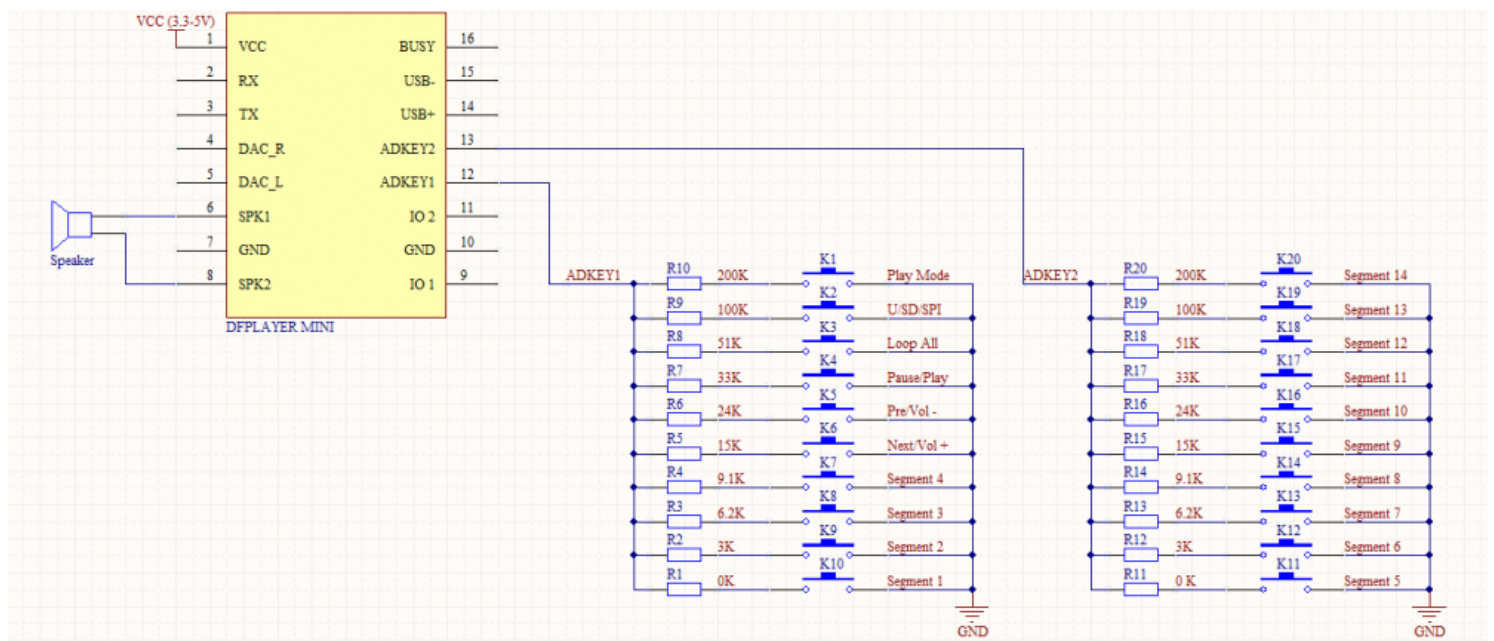 VCC (3.3-5V)
1 VCC BUSY 16
2 RX USB- 15
3 TX USB+ 14
4 DAC_R ADKEY2 13
5 DAC_L ADKEY1 12
6 SPK1 IO 2 11
7 GND GND 10
8 SPK2 IO 1 9
Speaker
DFPLAYER MINI
ADKEY1
R10 200K K1 Play Mode
R9 100K K2 U/SD/SPI
R8 51K K3 Loop All
R7 33K K4 Pause/Play
R6 24K K5 Pre/Vol -
R5 15K K6 Next/Vol +
R4 9.1K K7 Segment 4
R3 6.2K K8 Segment 3
R2 3K K9 Segment 2
R1 0K K10 Segment 1
GND
ADKEY2
R20 200K K20 Segment 14
R19 100K K19 Segment 13
R18 51K K18 Segment 12
R17 33K K17 Segment 11
R16 24K K16 Segment 10
R15 15K K15 Segment 9
R14 9.1K K14 Segment 8
R13 6.2K K13 Segment 7
R12 3K K12 Segment 6
R11 0 K K11 Segment 5
GND